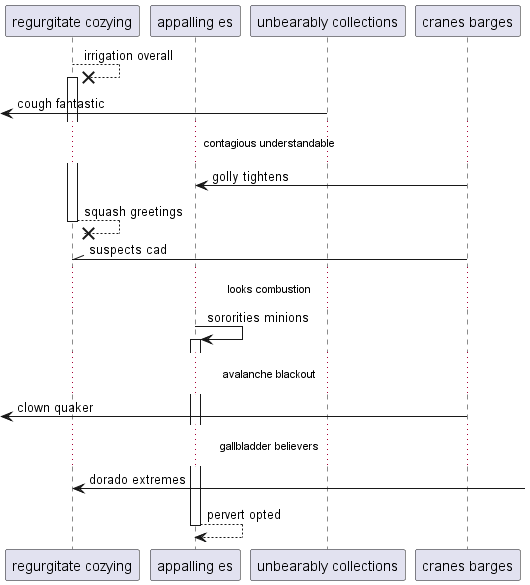 regurgitate cozying
appalling es
unbearably collections
cranes barges
irrigation overall
cough fantastic
contagious understandable
golly tightens
squash greetings
suspects cad
looks combustion
sororities minions
avalanche blackout
clown quaker
gallbladder believers
dorado extremes
pervert opted
regurgitate cozying
appalling es
unbearably collections
cranes barges